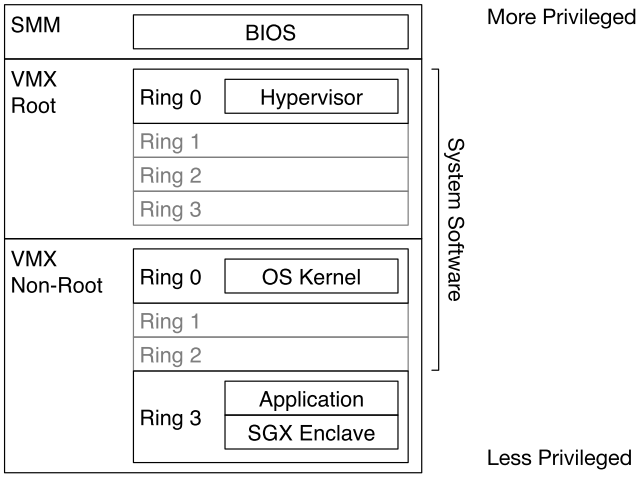 SMM
BIOS
More Privileged
VMX
Root
Ring 0
Hypervisor
Ring 1
Ring 2
Ring 3
System Software
VMX
Non-Root
Ring 0
OS Kernel
Ring 1
Ring 2
Ring 3
Application
SGX Enclave
Less Privileged